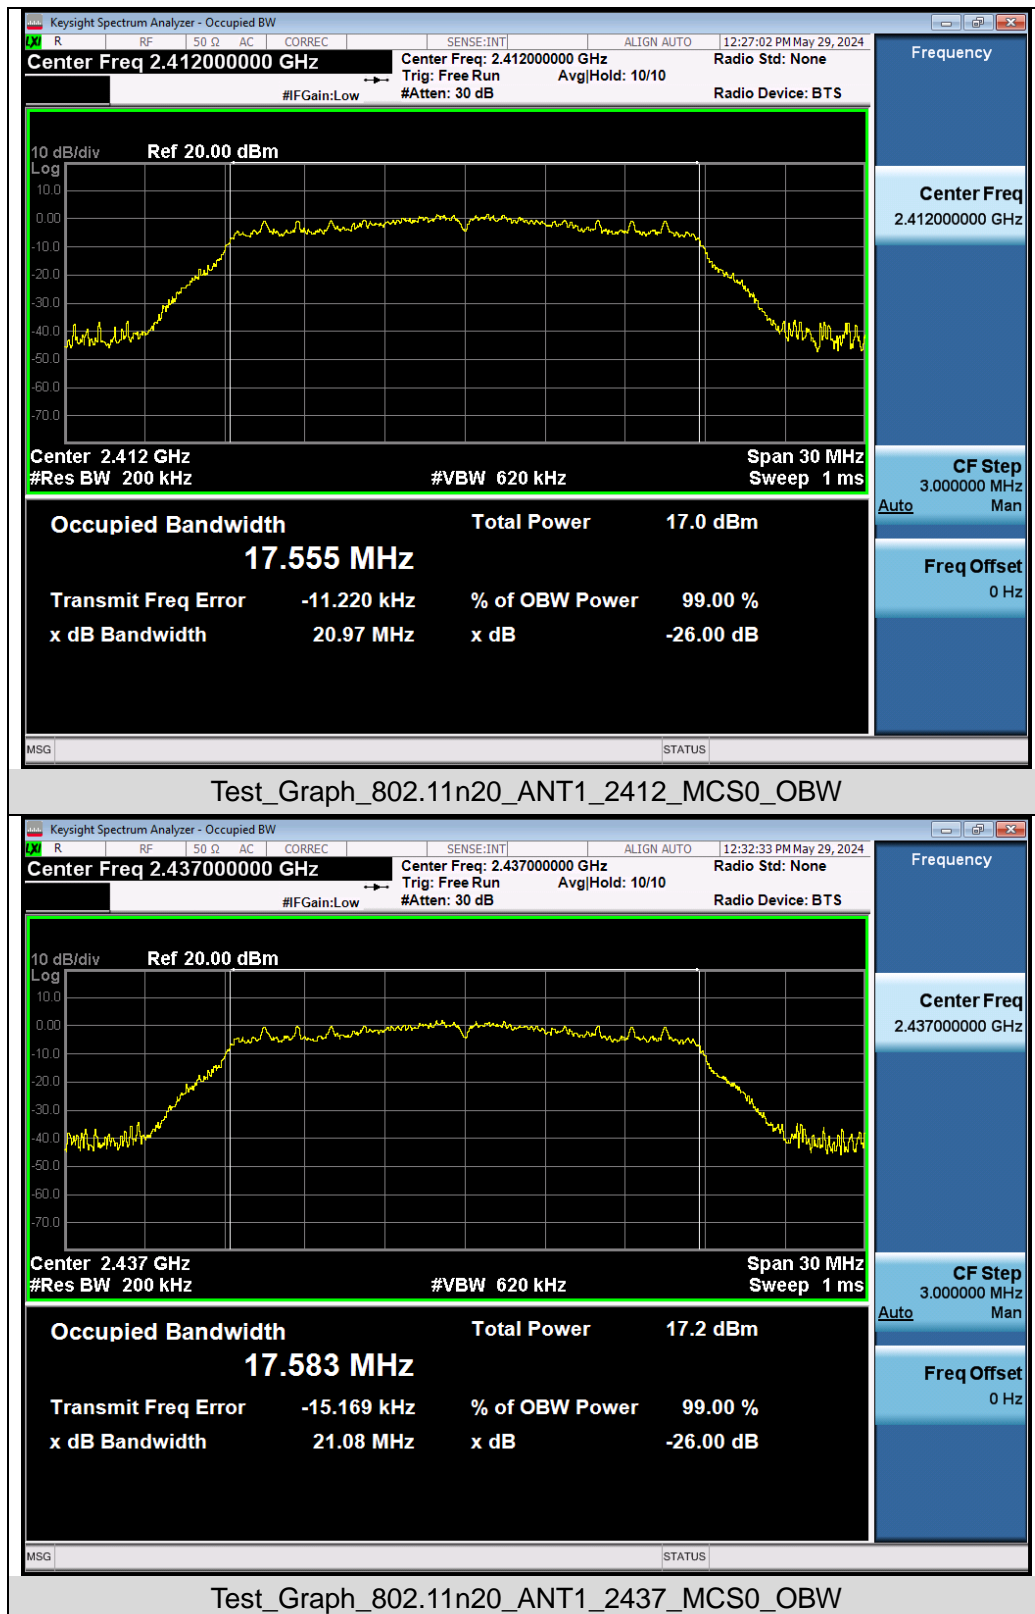 Keysight Spectrum Analyzer - Occupied BW
LXI R RF 50 Ω AC CORREC SENSE:INT ALIGN AUTO 12:27:02 PM May 29, 2024
Center Freq 2.412000000 GHz
Center Freq: 2.412000000 GHz
Radio Std: None
Trig: Free Run Avg|Hold: 10/10
#IFGain:Low #Atten: 30 dB
Radio Device: BTS
Frequency
10 dB/div Ref 20.00 dBm
Log
10.0
0.00
-10.0
-20.0
-30.0
-40.0
-50.0
-60.0
-70.0
Center 2.412 GHz Span 30 MHz
#Res BW 200 kHz #VBW 620 kHz Sweep 1 ms
Center Freq
2.412000000 GHz
CF Step
3.000000 MHz
Auto Man
Freq Offset
0 Hz
Occupied Bandwidth Total Power 17.0 dBm
17.555 MHz
Transmit Freq Error -11.220 kHz % of OBW Power 99.00 %
x dB Bandwidth 20.97 MHz x dB -26.00 dB
MSG STATUS
Test_Graph_802.11n20_ANT1_2412_MCS0_OBW
Keysight Spectrum Analyzer - Occupied BW
LXI R RF 50 Ω AC CORREC SENSE:INT ALIGN AUTO 12:32:33 PM May 29, 2024
Center Freq 2.437000000 GHz
Center Freq: 2.437000000 GHz
Radio Std: None
Trig: Free Run Avg|Hold: 10/10
#IFGain:Low #Atten: 30 dB
Radio Device: BTS
Frequency
10 dB/div Ref 20.00 dBm
Log
10.0
0.00
-10.0
-20.0
-30.0
-40.0
-50.0
-60.0
-70.0
Center 2.437 GHz Span 30 MHz
#Res BW 200 kHz #VBW 620 kHz Sweep 1 ms
Center Freq
2.437000000 GHz
CF Step
3.000000 MHz
Auto Man
Freq Offset
0 Hz
Occupied Bandwidth Total Power 17.2 dBm
17.583 MHz
Transmit Freq Error -15.169 kHz % of OBW Power 99.00 %
x dB Bandwidth 21.08 MHz x dB -26.00 dB
MSG STATUS
Test_Graph_802.11n20_ANT1_2437_MCS0_OBW